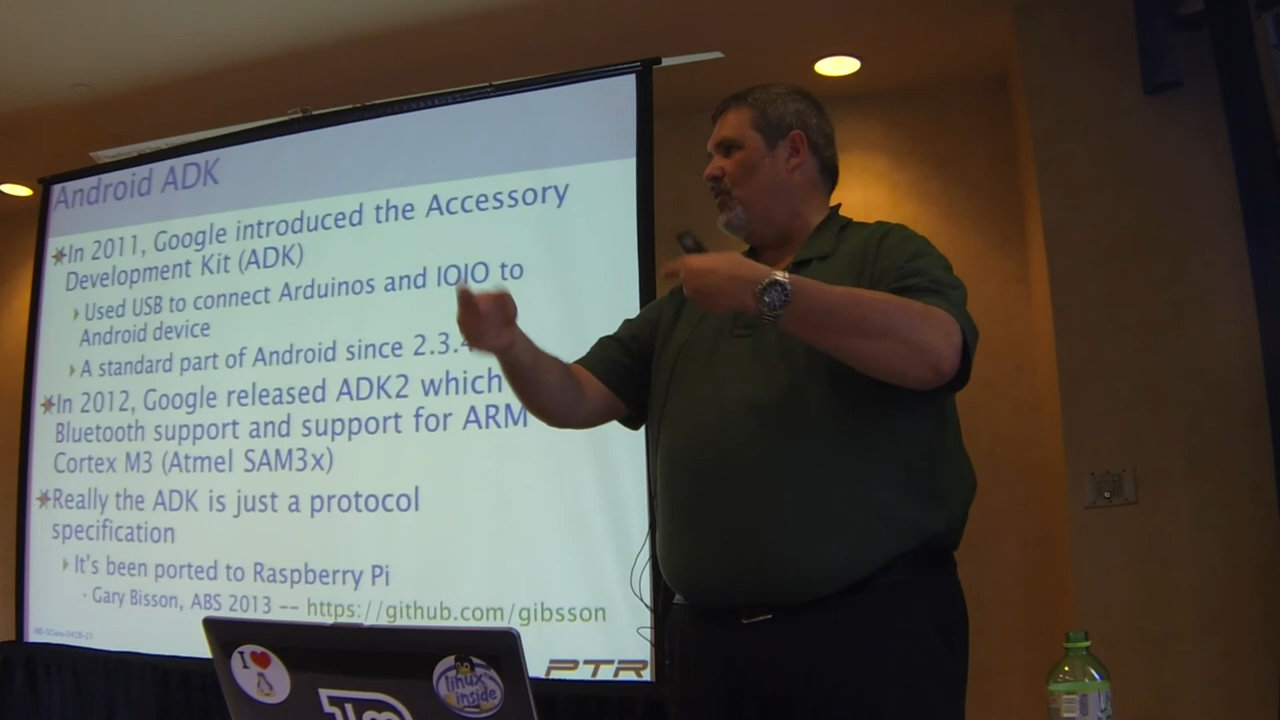 Android ADK
In 2011, Google introduced the Accessory
Development Kit (ADK)
Used USB to connect Arduinos and IOIO to
Android device
A standard part of Android since 2.3.4
In 2012, Google released ADK2 which
Bluetooth support and support for ARM
Cortex M3 (Atmel SAM3x)
Really the ADK is just a protocol
specification
It's been ported to Raspberry Pi
- Gary Bisson, ABS 2013 -- https://github.com/gibsson
PTR
I
linux
inside